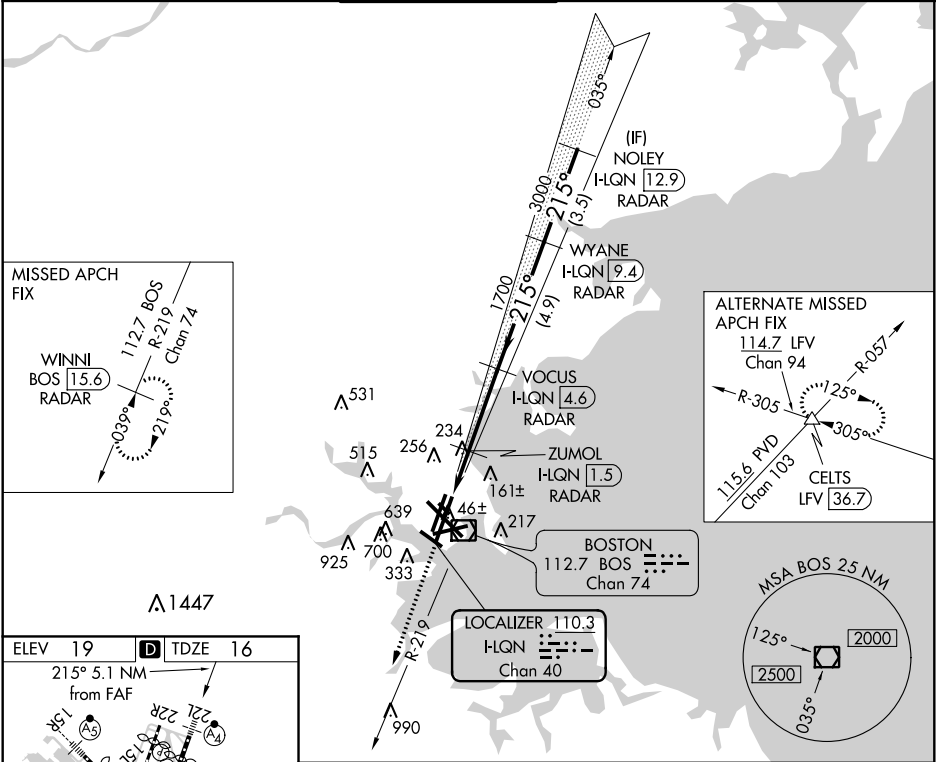 035°
(IF)
NOLEY
I-LQN 12.9
RADAR
3000
215°
(3.5)
WYANE
I-LQN 9.4
RADAR
1700
215°
(4.9)
VOCUS
I-LQN 4.6
RADAR
ZUMOL
I-LQN 1.5
RADAR
MISSED APCH
FIX
112.7 BOS
R-219
Chan 74
WINNI
BOS 15.6
RADAR
039°
219°
ALTERNATE MISSED
APCH FIX
114.7 LFV
Chan 94
R-057
R-305
125°
305°
115.6 PVD
Chan 103
CELTS
LFV 36.7
531
515
256
234
161±
46±
217
639
700
925
333
1447
990
BOSTON
112.7 BOS
Chan 74
LOCALIZER 110.3
I-LQN
Chan 40
R-219
MSA BOS 25 NM
125°
2000
2500
035°
ELEV 19
D
TDZE 16
215° 5.1 NM
from FAF
15R
A5
15L
22R
22L
A4
P